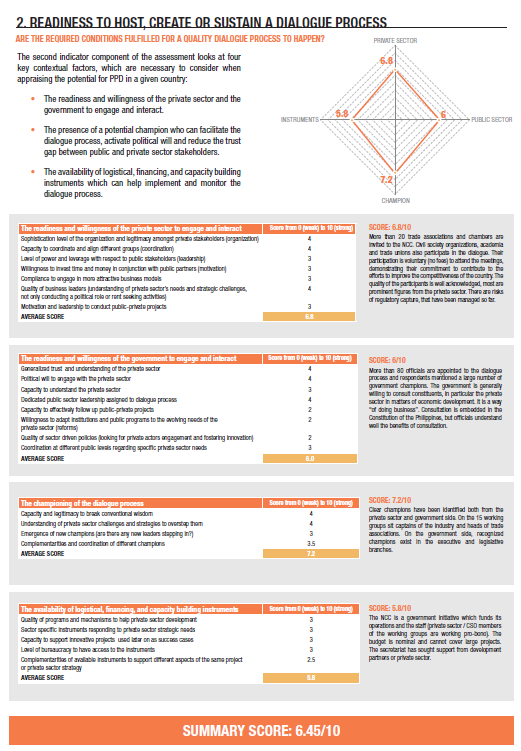 2. READINESS TO HOST, CREATE OR SUSTAIN A DIALOGUE PROCESS
ARE THE REQUIRED CONDITIONS FULFILLED FOR A QUALITY DIALOGUE PROCESS TO HAPPEN?
The second indicator component of the assessment looks at four
key contextual factors, which are necessary to consider when
appraising the potential for PPD in a given country:
• The readiness and willingness of the private sector and the
government to engage and interact.
• The presence of a potential champion who can facilitate the
dialogue process, activate political will and reduce the trust
gap between public and private sector stakeholders.
• The availability of logistical, financing, and capacity building
instruments which can help implement and monitor the
dialogue process.
PRIVATE SECTOR
6.8
INSTRUMENTS
5.8
6
PUBLIC SECTOR
7.2
CHAMPION
The readiness and willingness of the private sector to engage and interact Score from 0 (weak) to 10 (strong)
Sophistication level of the organization and legitimacy amongst private stakeholders (organization) 4
Capacity to coordinate and align different groups (coordination) 4
Level of power and leverage with respect to public stakeholders (leadership) 3
Willingness to invest time and money in conjunction with public partners (motivation) 3
Compliance to engage in more attractive business models 3
Quality of business leaders (understanding of private sector's needs and strategic challenges, 4
not only conducting a political role or rent seeking activities)
Motivation and leadership to conduct public-private projects 3
AVERAGE SCORE 6.8
SCORE: 6.8/10
More than 20 trade associations and chambers are
invited to the NCC. Civil society organizations, academia
and trade unions also participate in the dialogue. Their
participation is voluntary (no fees) to attend the meetings,
demonstrating their commitment to contribute to the
efforts to improve the competitiveness of the country. The
quality of the participants is well acknowledged, most are
prominent figures from the private sector. There are risks
of regulatory capture, that have been managed so far.
The readiness and willingness of the government to engage and interact Score from 0 (weak) to 10 (strong)
Generalized trust and understanding of the private sector 4
Political will to engage with the private sector 4
Capacity to understand the private sector 3
Dedicated public sector leadership assigned to dialogue process 4
Capacity to effectively follow up public-private projects 2
Willingness to adapt institutions and public programs to the evolving needs of the 2
private sector (reforms)
Quality of sector driven policies (looking for private actors engagement and fostering innovation) 2
Coordination at different public levels regarding specific private sector needs 3
AVERAGE SCORE 6.0
SCORE: 6/10
More than 80 officials are appointed to the dialogue
process and respondents mentioned a large number of
government champions. The government is generally
willing to consult constituents, in particular the private
sector in matters of economic development. It is a way
"of doing business". Consultation is embedded in the
Constitution of the Philippines, but officials understand
well the benefits of consultation.
The championing of the dialogue process Score from 0 (weak) to 10 (strong)
Capacity and legitimacy to break conventional wisdom 4
Understanding of private sector challenges and strategies to overstep them 4
Emergence of new champions (are there any new leaders stepping in?) 3
Complementarities and coordination of different champions 3.5
AVERAGE SCORE 7.2
SCORE: 7.2/10
Clear champions have been identified both from the
private sector and government side. On the 15 working
groups sit captains of the industry and heads of trade
associations. On the government side, recognized
champions exist in the executive and legislative
branches.
The availability of logistical, financing, and capacity building instruments Score from 0 (weak) to 10 (strong)
Quality of programs and mechanisms to help private sector development 3
Sector specific instruments responding to private sector strategic needs 3
Capacity to support innovative projects used later on as success cases 3
Level of bureaucracy to have access to the instruments 3
Complementarities of available instruments to support different aspects of the same project 2.5
or private sector strategy
AVERAGE SCORE 5.8
SCORE: 5.8/10
The NCC is a government initiative which funds its
operations and the staff (private sector / CSO members
of the working groups are working pro-bono). The
budget is nominal and cannot cover large projects.
The secretariat has sought support from development
partners or private sector.
SUMMARY SCORE: 6.45/10